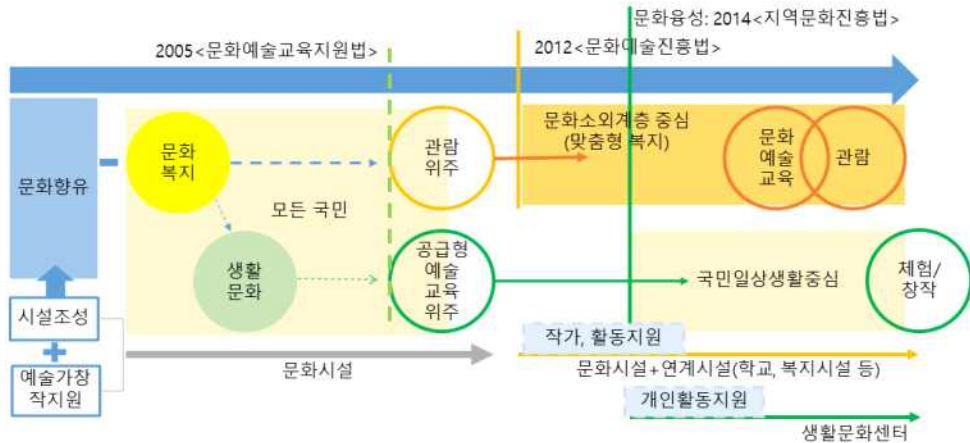 문화융성: 2014<지역문화진흥법>
2005<문화예술교육지원법>
2012<문화예술진흥법>
문화향유
문화
복지
모든 국민
생활
문화
관람
위주
공급형
예술
교육
위주
문화소외계층 중심
(맞춤형 복지)
문화
예술
교육
관람
국민일상생활중심
체험/
창작
시설조성
예술가창
작지원
문화시설
작가, 활동지원
문화시설+연계시설(학교, 복지시설 등)
개인활동지원
생활문화센터